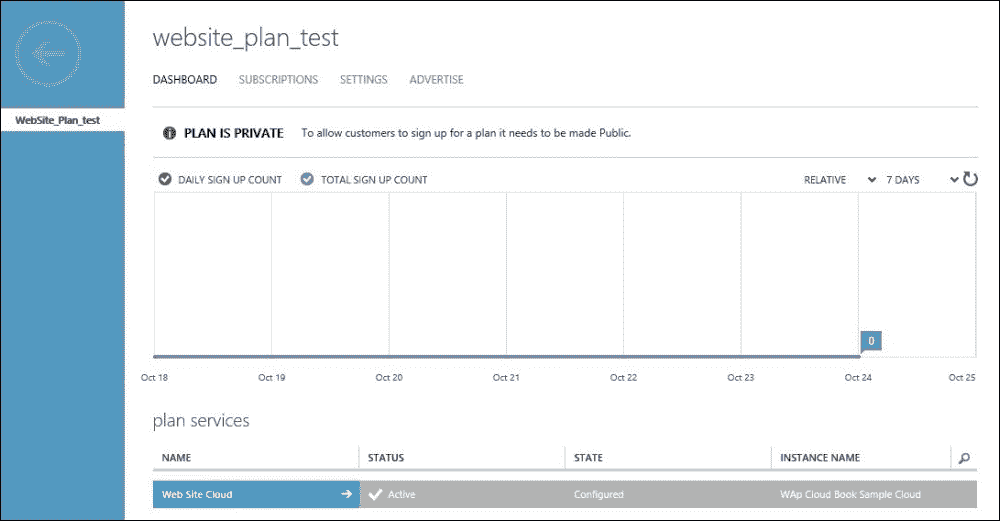 website_plan_test
DASHBOARD SUBSCRIPTIONS SETTINGS ADVERTISE
WebSite_Plan_test
PLAN IS PRIVATE To allow customers to sign up for a plan it needs to be made Public.
DAILY SIGN UP COUNT TOTAL SIGN UP COUNT RELATIVE 7 DAYS
0
Oct 18 Oct 19 Oct 20 Oct 21 Oct 22 Oct 23 Oct 24 Oct 25
plan services
NAME STATUS STATE INSTANCE NAME
Web Site Cloud Active Configured WAp Cloud Book Sample Cloud